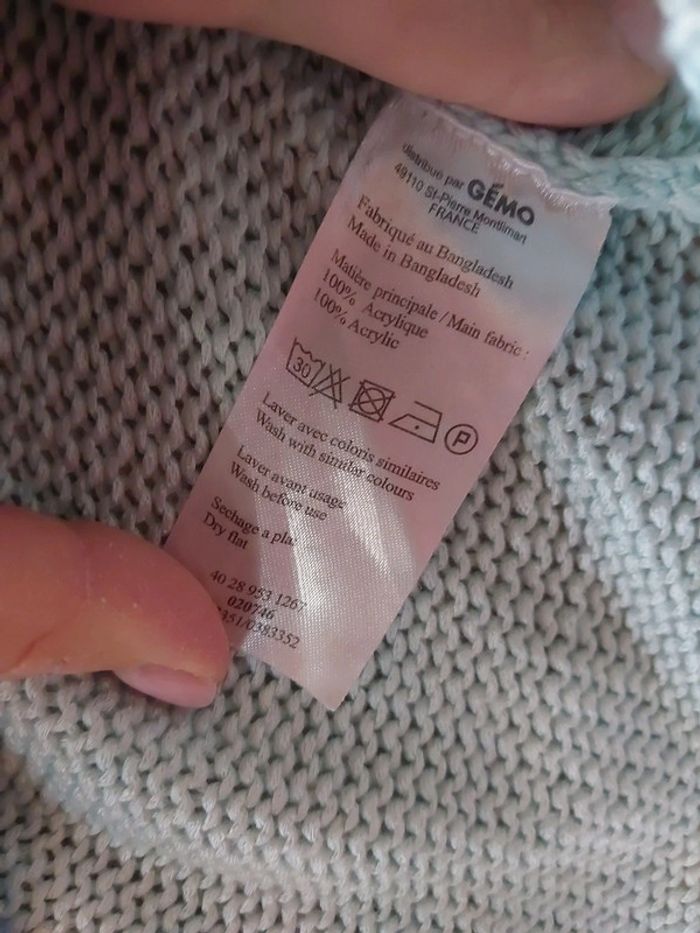 distribué par GÉMO
49110 St-Pierre Montlimart
FRANCE
Fabriqué au Bangladesh
Made in Bangladesh
Matière principale / Main fabric :
100% Acrylique
100% Acrylic
30 P
Laver avec coloris similaires
Wash with similar colours
Laver avant usage
Wash before use
Sechage a plat
Dry flat
40 28 953 1267
020746
/0383352